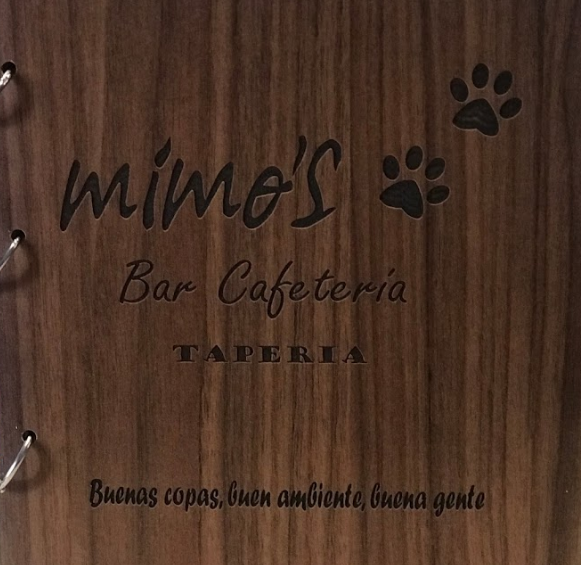 mimo's
Bar Cafetería
TAPERIA
Buenas copas, buen ambiente, buena gente